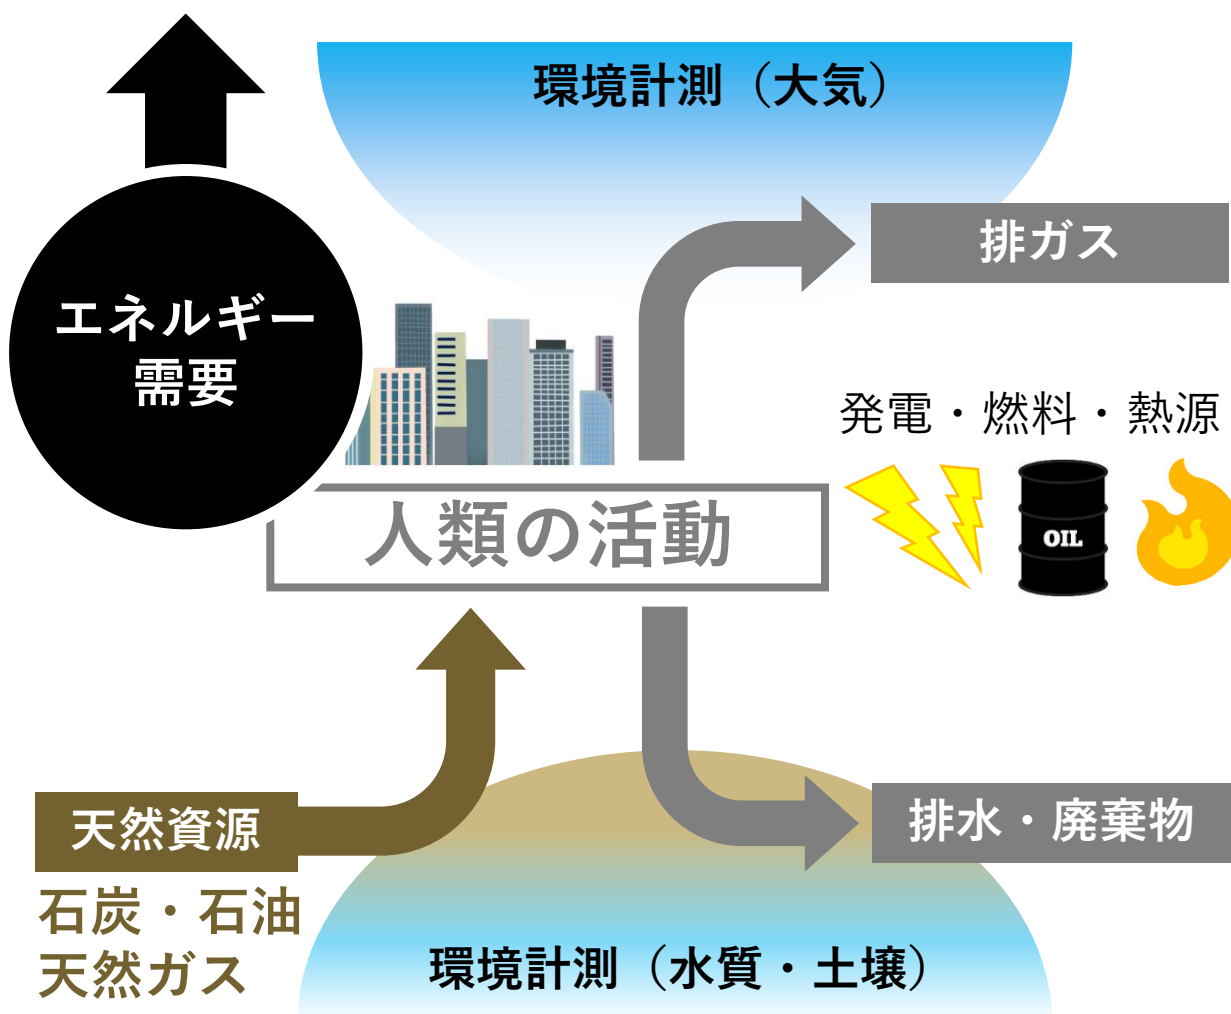 環境計測（大気）
排ガス
エネルギー
需要
発電・燃料・熱源
OIL
人類の活動
天然資源
石炭・石油
天然ガス
排水・廃棄物
環境計測（水質・土壌）